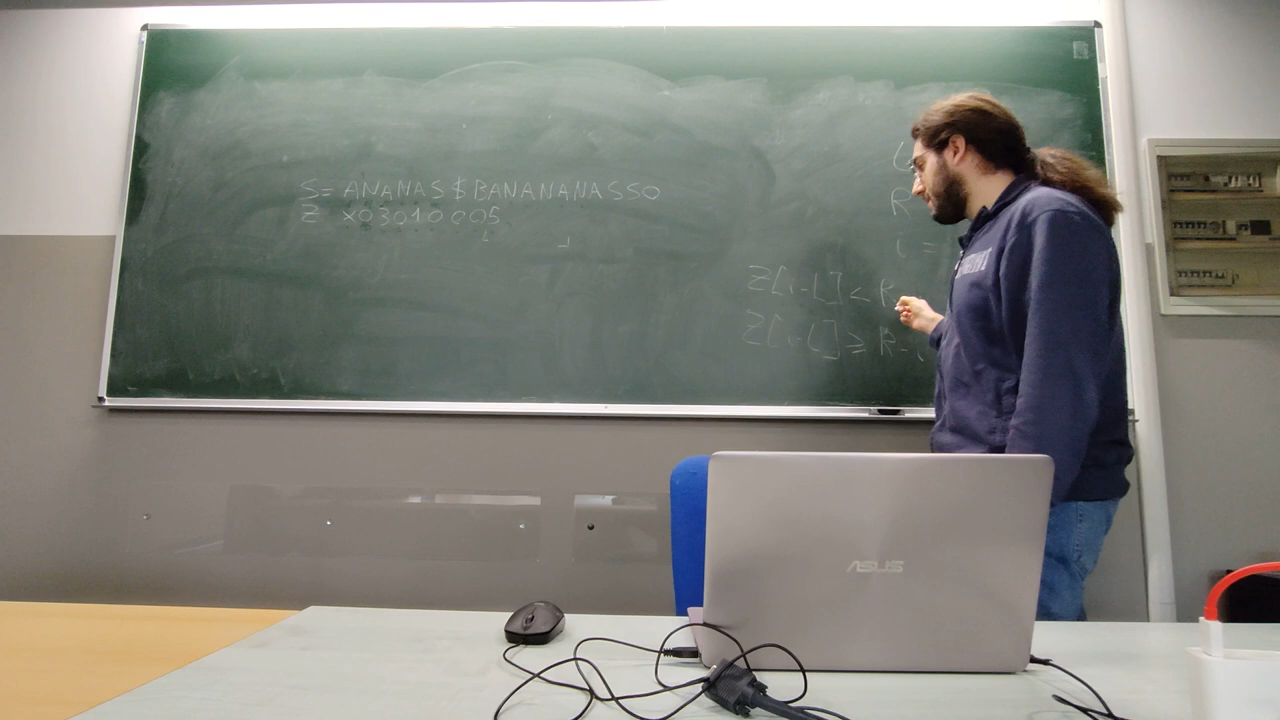 S= ANANAS$BANANANASSO
Z x03010005
L
R
i =
Z[i-L] < R
Z[i-L] ≥ R-i
ASUS